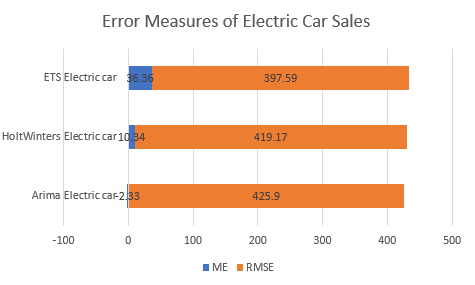 Error Measures of Electric Car Sales
ETS Electric car 36.36 397.59
HoltWinters Electric car 10.34 419.17
Arima Electric car -2.33 425.9
-100 0 100 200 300 400 500
ME RMSE